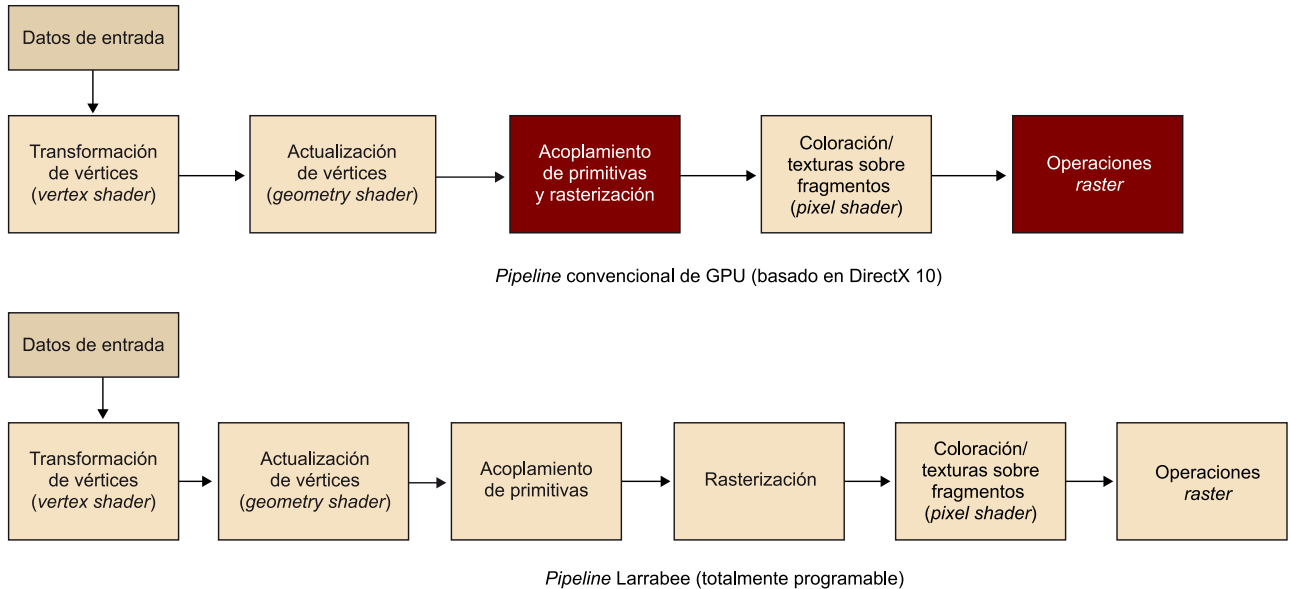 Datos de entrada
Transformación
de vértices
(vertex shader)
Actualización
de vértices
(geometry shader)
Acoplamiento
de primitivas
y rasterización
Coloración/
texturas sobre
fragmentos
(pixel shader)
Operaciones
raster
Pipeline convencional de GPU (basado en DirectX 10)
Datos de entrada
Transformación
de vértices
(vertex shader)
Actualización
de vértices
(geometry shader)
Acoplamiento
de primitivas
Rasterización
Coloración/
texturas sobre
fragmentos
(pixel shader)
Operaciones
raster
Pipeline Larrabee (totalmente programable)